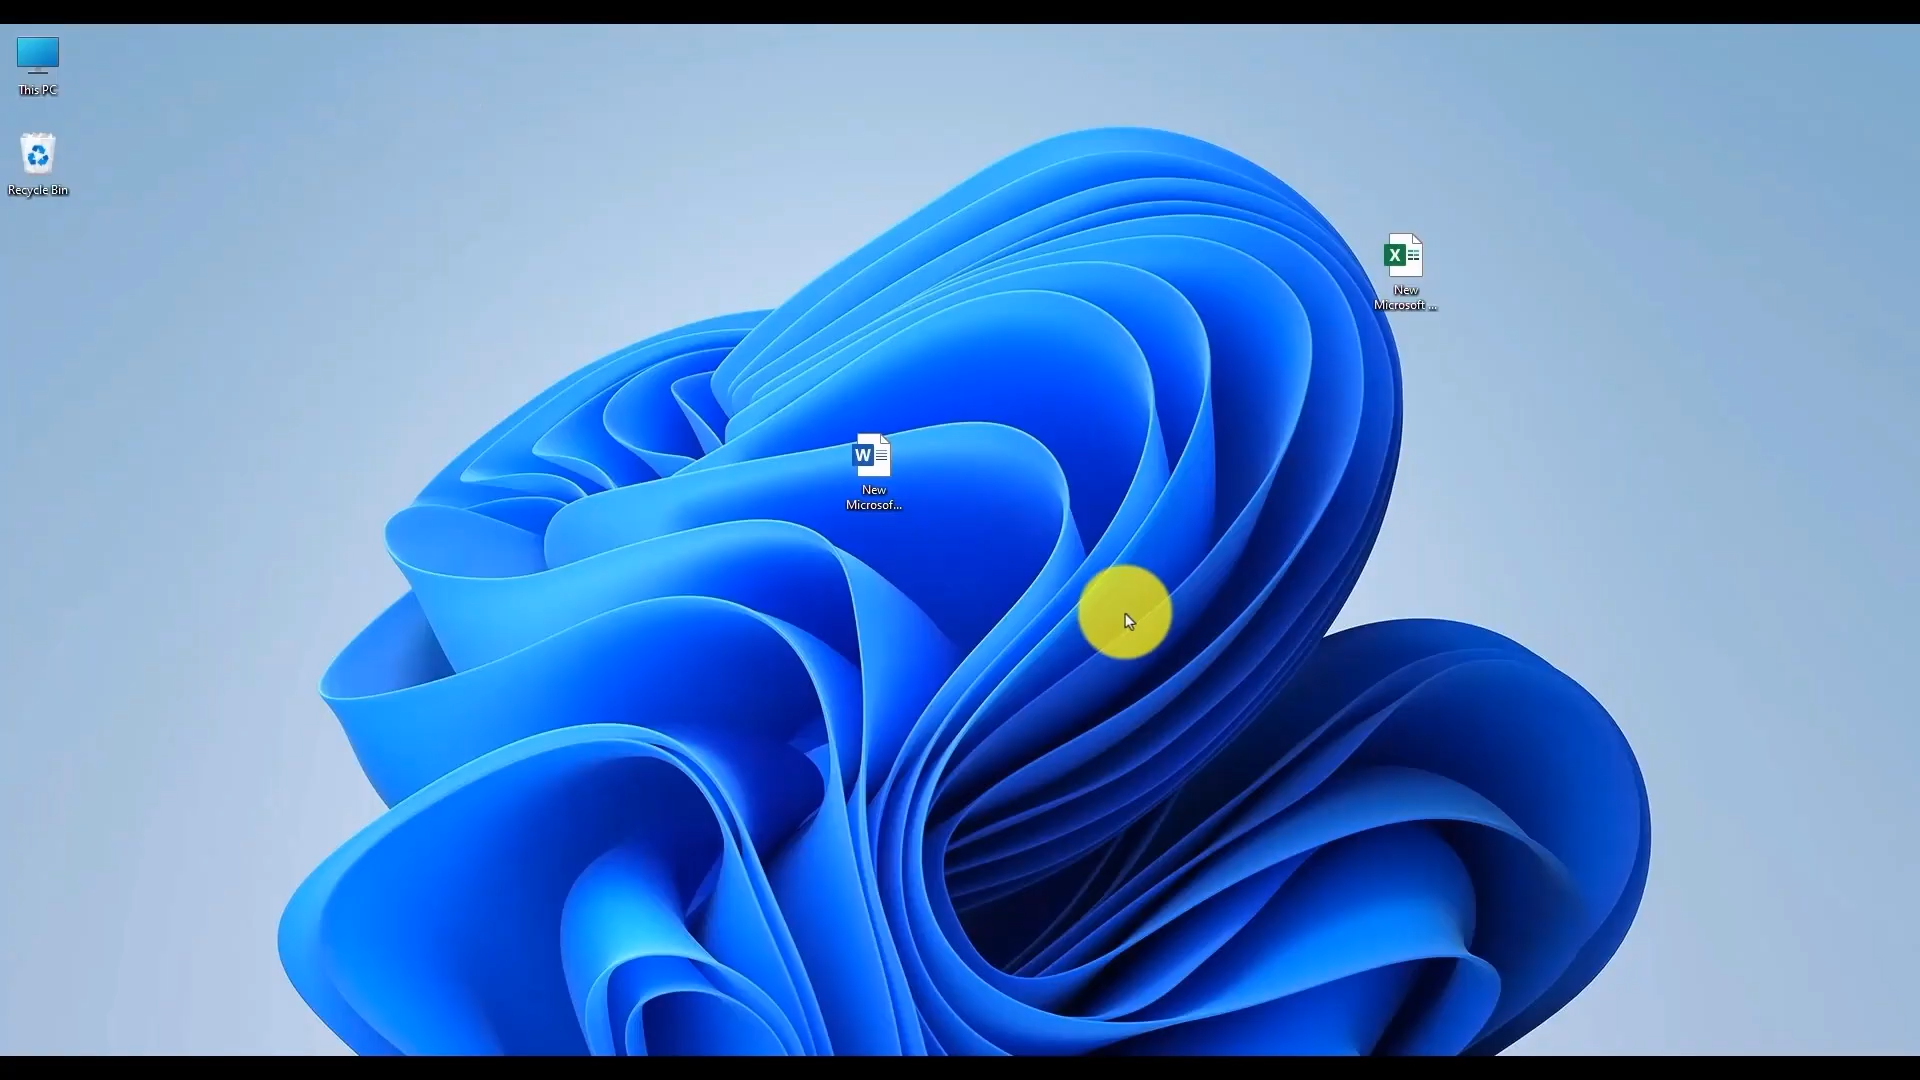 This PC
Recycle Bin
X
New
Microsoft ...
W
New
Microsof...